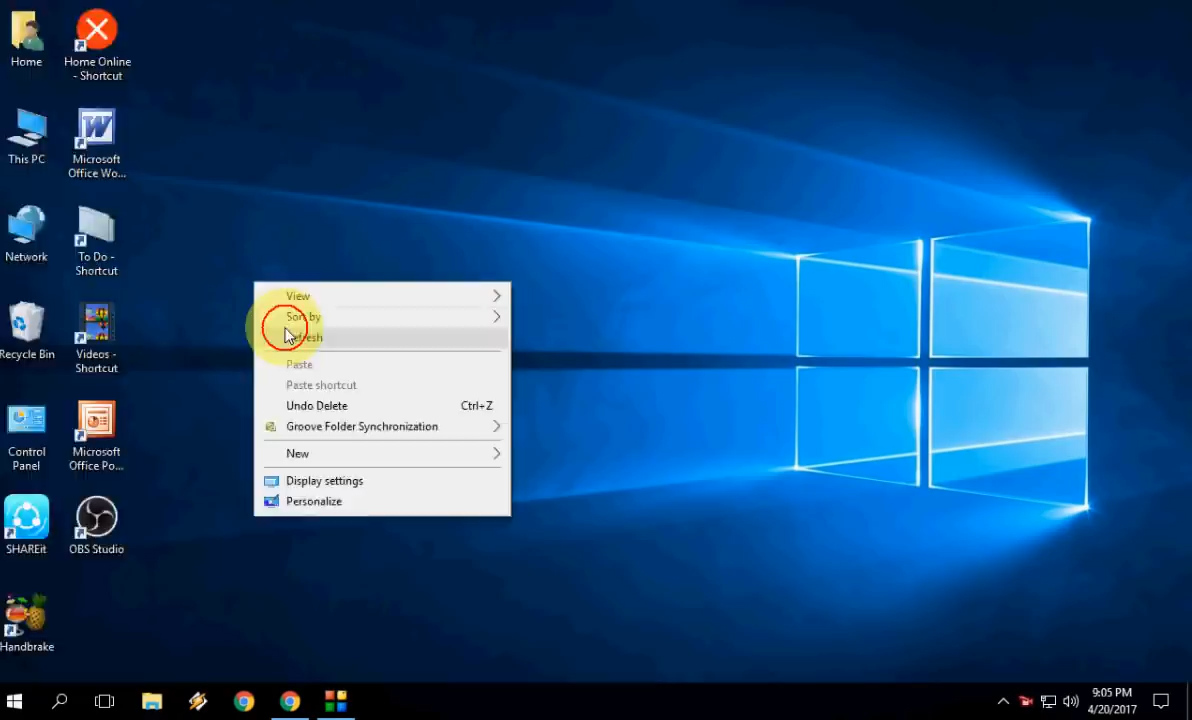 Home
Home Online
- Shortcut
This PC
Microsoft
Office Wo...
Network
To Do -
Shortcut
Recycle Bin
Videos -
Shortcut
Control
Panel
Microsoft
Office Po...
SHAREit
OBS Studio
Handbrake
View
Sort by
Refresh
Paste
Paste shortcut
Undo Delete Ctrl+Z
Groove Folder Synchronization
New
Display settings
Personalize
9:05 PM
4/20/2017